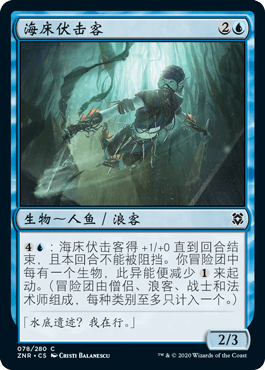 海床伏击客 2
生物～人鱼 / 浪客
4 ：海床伏击客得 +1/+0 直到回合结
束，且本回合不能被阻挡。你冒险团中
每有一个生物，此异能便减少 1 来起
动。（冒险团由僧侣、浪客、战士和法
术师组成，每种类别至多只计入一个。）
「水底遗迹？我在行。」
2/3
078/280 C
ZNR • CS CRISTI BALANESCU
™ & © 2020 Wizards of the Coast